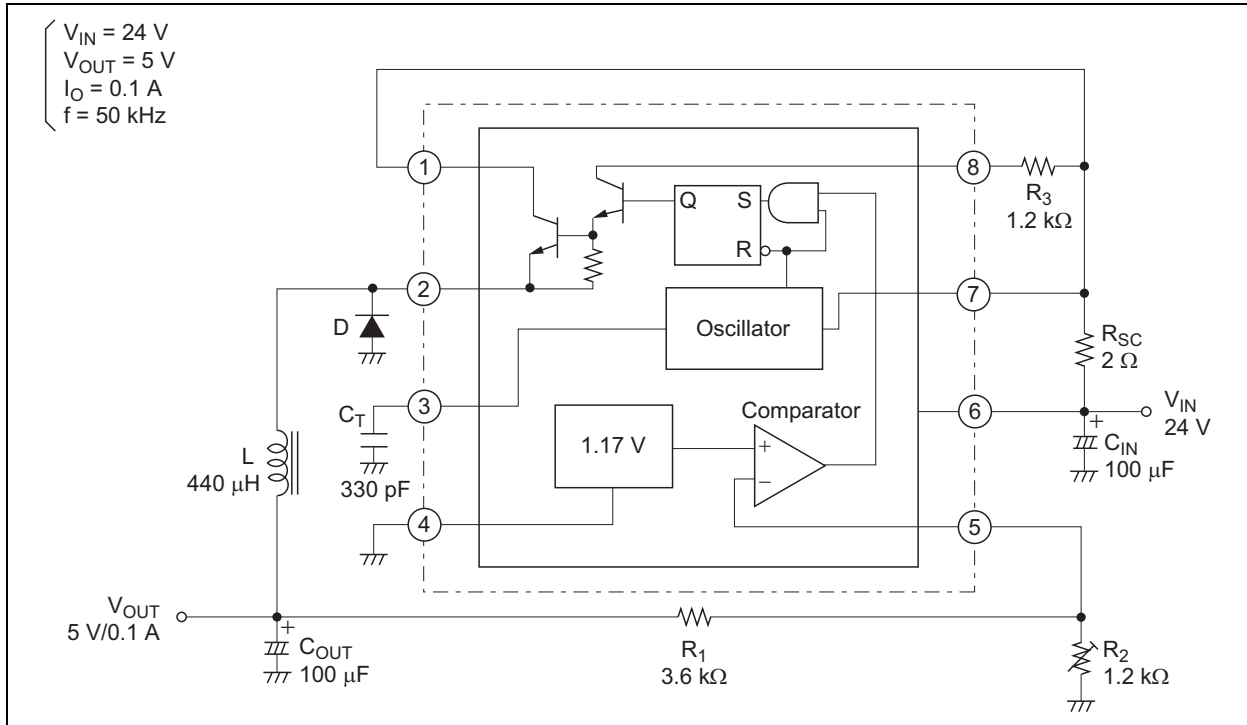 V_IN = 24 V
V_OUT = 5 V
I_O = 0.1 A
f = 50 kHz
1
8
R_3
1.2 kΩ
Q
S
R
2
D
7
Oscillator
R_SC
2 Ω
3
C_T
330 pF
6
V_IN
24 V
+
C_IN
100 μF
Comparator
1.17 V
+
−
L
440 μH
4
5
V_OUT
5 V/0.1 A
+
C_OUT
100 μF
R_1
3.6 kΩ
R_2
1.2 kΩ